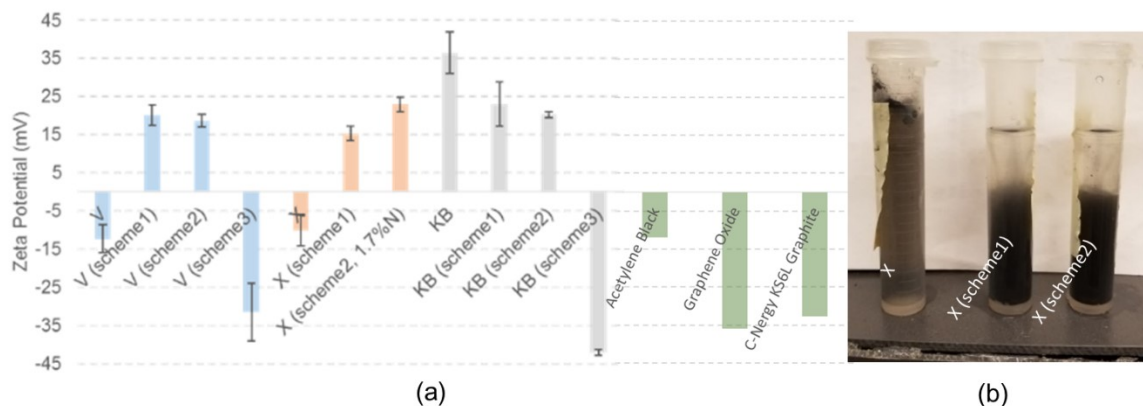 Zeta Potential (mV)
45
35
25
15
5
-5
-15
-25
-35
-45
V
V (scheme1)
V (scheme2)
V (scheme3)
X
X (scheme1)
X (scheme2, 1.7%N)
KB
KB (scheme1)
KB (scheme2)
KB (scheme3)
Acetylene Black
Graphene Oxide
C-Nergy KS6L Graphite
(a)
X
X (scheme1)
X (scheme2)
(b)